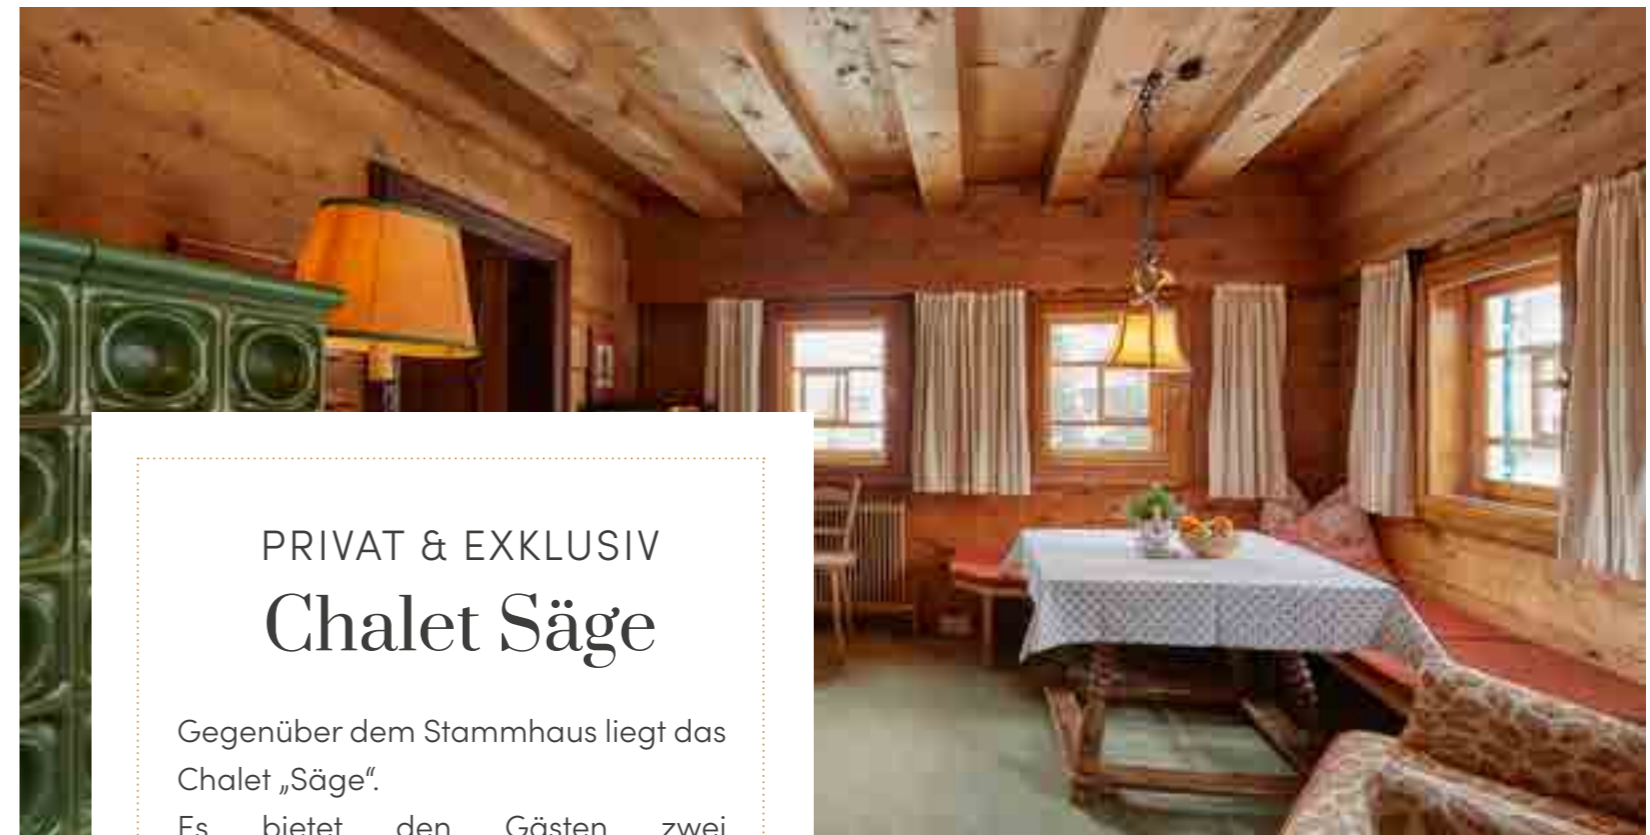 PRIVAT & EXKLUSIV
Chalet Säge
Gegenüber dem Stammhaus liegt das
Chalet „Säge“.
Es bietet den Gästen zwei